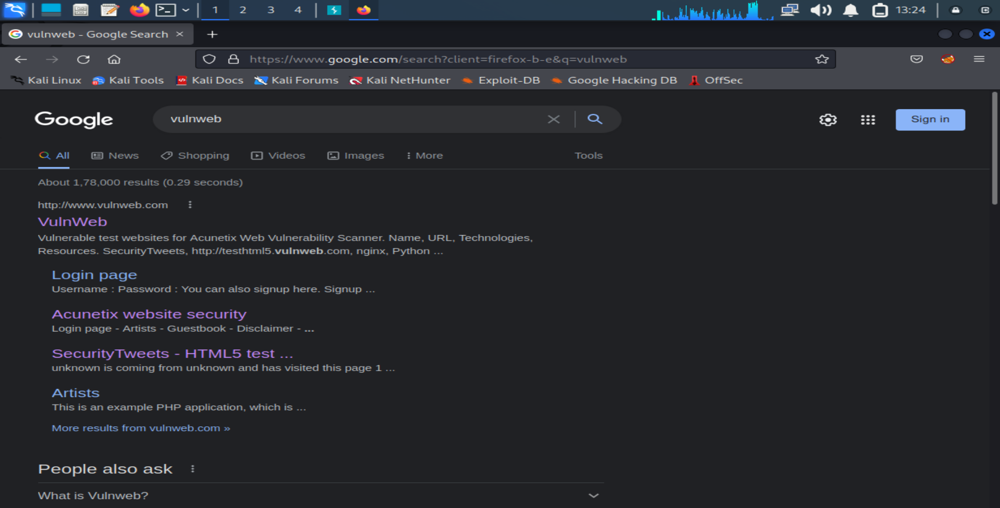 1 2 3 4 13:24
vulnweb - Google Search
https://www.google.com/search?client=firefox-b-e&q=vulnweb
Kali Linux Kali Tools Kali Docs Kali Forums Kali NetHunter Exploit-DB Google Hacking DB OffSec
Google vulnweb Sign in
All News Shopping Videos Images More Tools
About 1,78,000 results (0.29 seconds)
http://www.vulnweb.com
VulnWeb
Vulnerable test websites for Acunetix Web Vulnerability Scanner. Name, URL, Technologies,
Resources. SecurityTweets, http://testhtml5.vulnweb.com, nginx, Python ...
Login page
Username : Password : You can also signup here. Signup ...
Acunetix website security
Login page - Artists - Guestbook - Disclaimer - ...
SecurityTweets - HTML5 test ...
unknown is coming from unknown and has visited this page 1 ...
Artists
This is an example PHP application, which is ...
More results from vulnweb.com »
People also ask
What is Vulnweb?